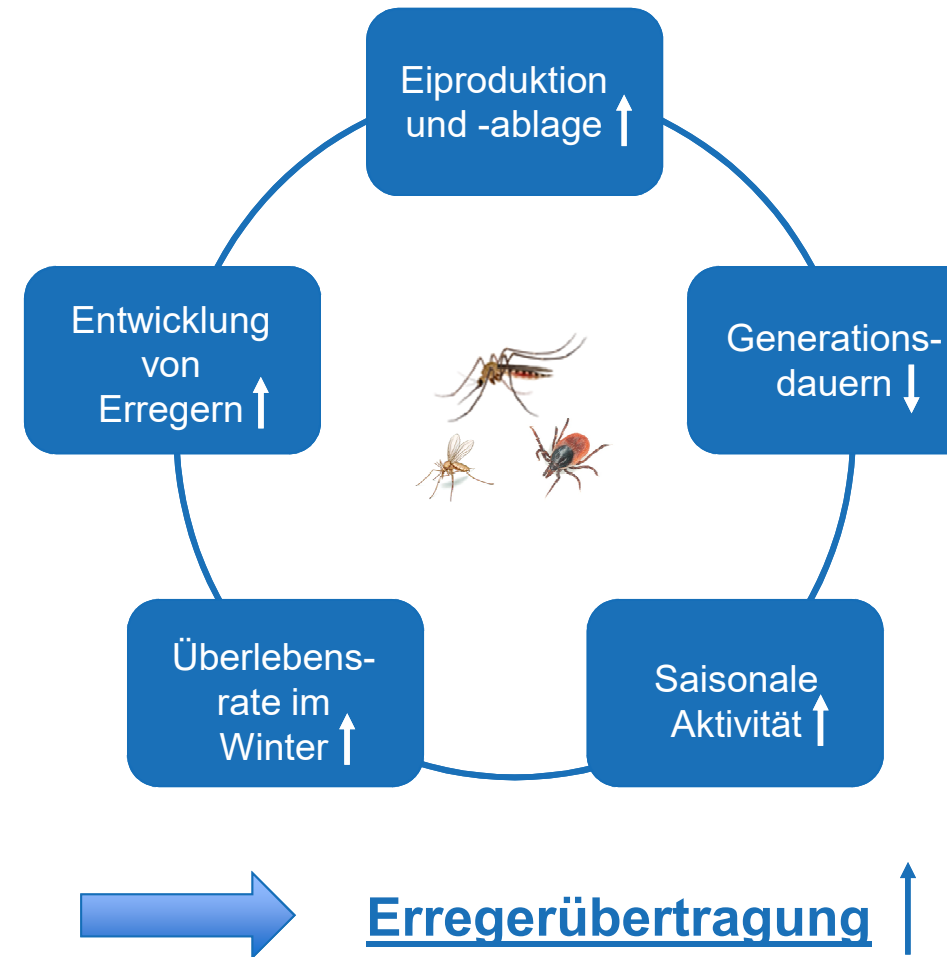 Eiproduktion
und -ablage
Entwicklung
von
Erregern
Generations-
dauern
Überlebens-
rate im
Winter
Saisonale
Aktivität
Erregerübertragung